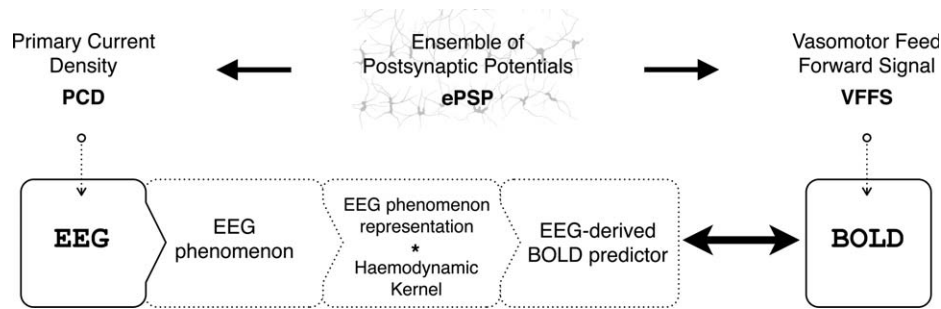 Primary Current
Density
PCD
Ensemble of
Postsynaptic Potentials
ePSP
Vasomotor Feed
Forward Signal
VFFS
EEG
EEG
phenomenon
EEG phenomenon
representation
*
Haemodynamic
Kernel
EEG-derived
BOLD predictor
BOLD